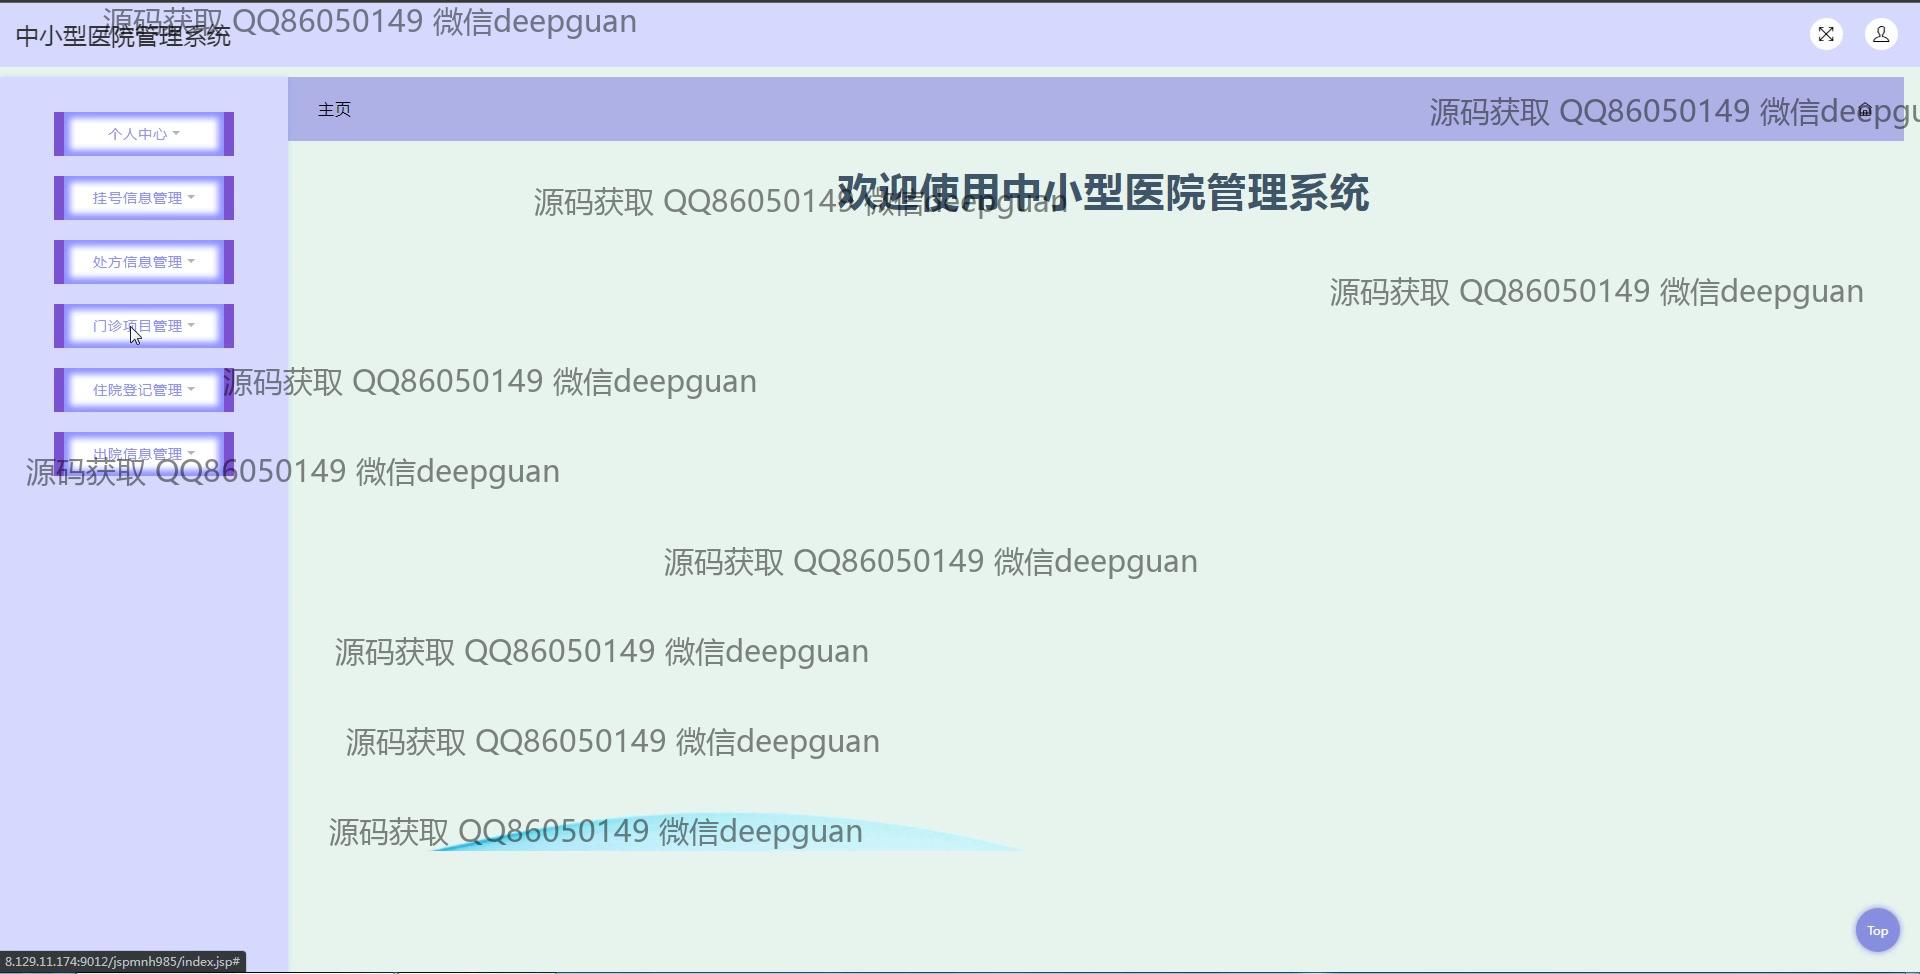 源码获取 QQ86050149 微信deepguan
中小型医院管理系统
主页
源码获取 QQ86050149 微信deepgu
个人中心
挂号信息管理
源码获取 QQ86050149 微信deepguan
欢迎使用中小型医院管理系统
处方信息管理
源码获取 QQ86050149 微信deepguan
门诊项目管理
住院登记管理
源码获取 QQ86050149 微信deepguan
出院信息管理
源码获取 QQ86050149 微信deepguan
源码获取 QQ86050149 微信deepguan
源码获取 QQ86050149 微信deepguan
源码获取 QQ86050149 微信deepguan
源码获取 QQ86050149 微信deepguan
Top
8.129.11.174:9012/jspmnh985/index.jsp#